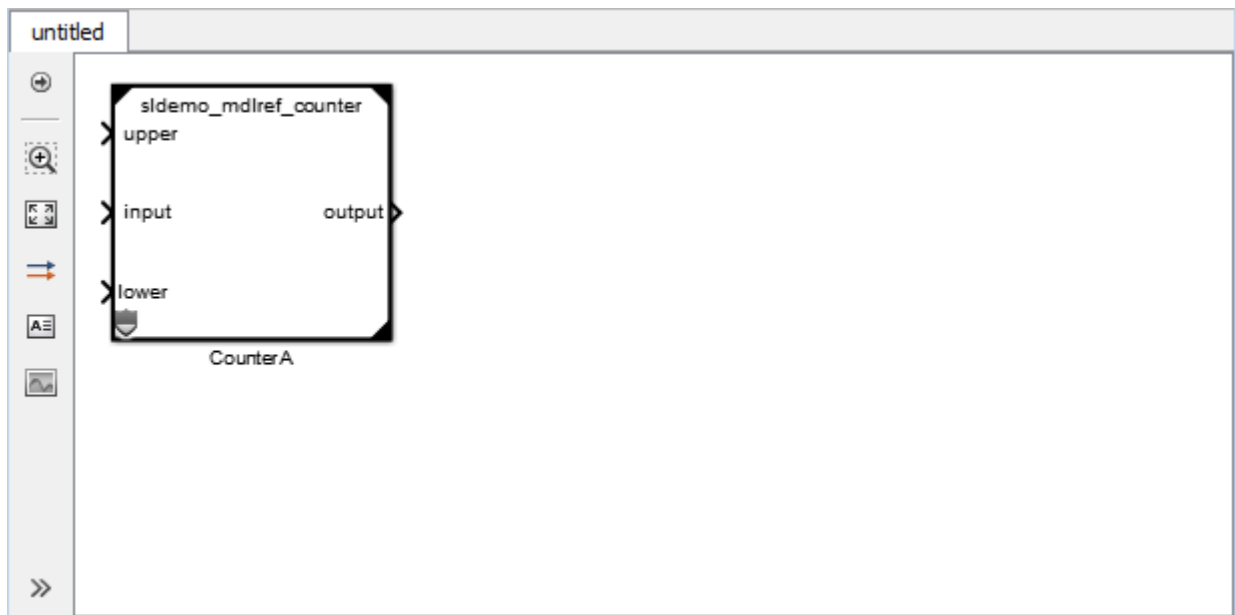 untitled
sldemo_mdlref_counter
upper
input output
lower
CounterA